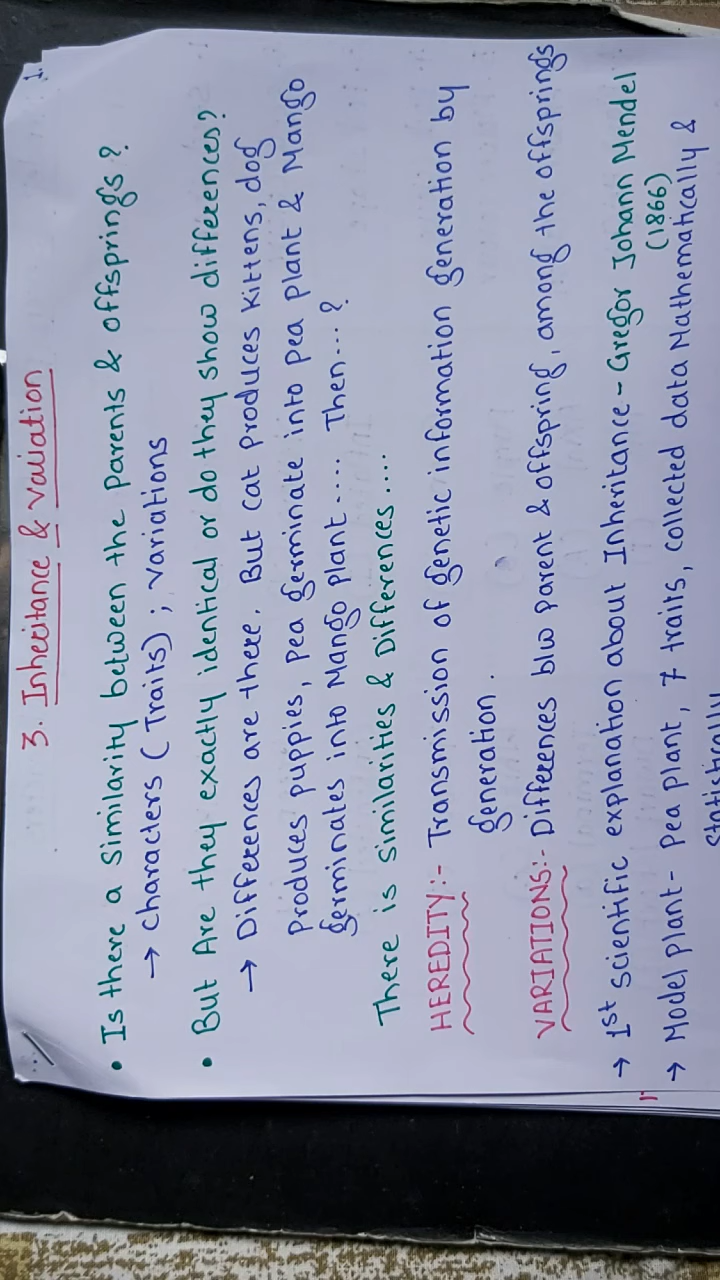 1.
3. Inheritance & variation
• Is there a similarity between the parents & offsprings?
→ characters (Traits) ; variations
• But Are they exactly identical or do they show differences?
→ Differences are there. But cat produces kittens, dog
produces puppies, pea germinate into pea plant & Mango
germinates into Mango plant .... Then...?
There is similarities & Differences....
HEREDITY:- Transmission of genetic information generation by
generation.
VARIATIONS:- Differences b/w parent & offspring, among the offsprings
→ 1st scientific explanation about Inheritance - Gregor Johann Mendel
(1866)
→ Model plant- Pea plant, 7 traits, collected data Mathematically &
statistically